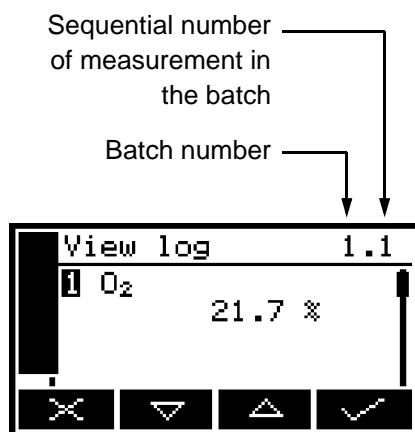 Sequential number
of measurement in
the batch
Batch number
View log 1.1
1 O₂
21.7 %